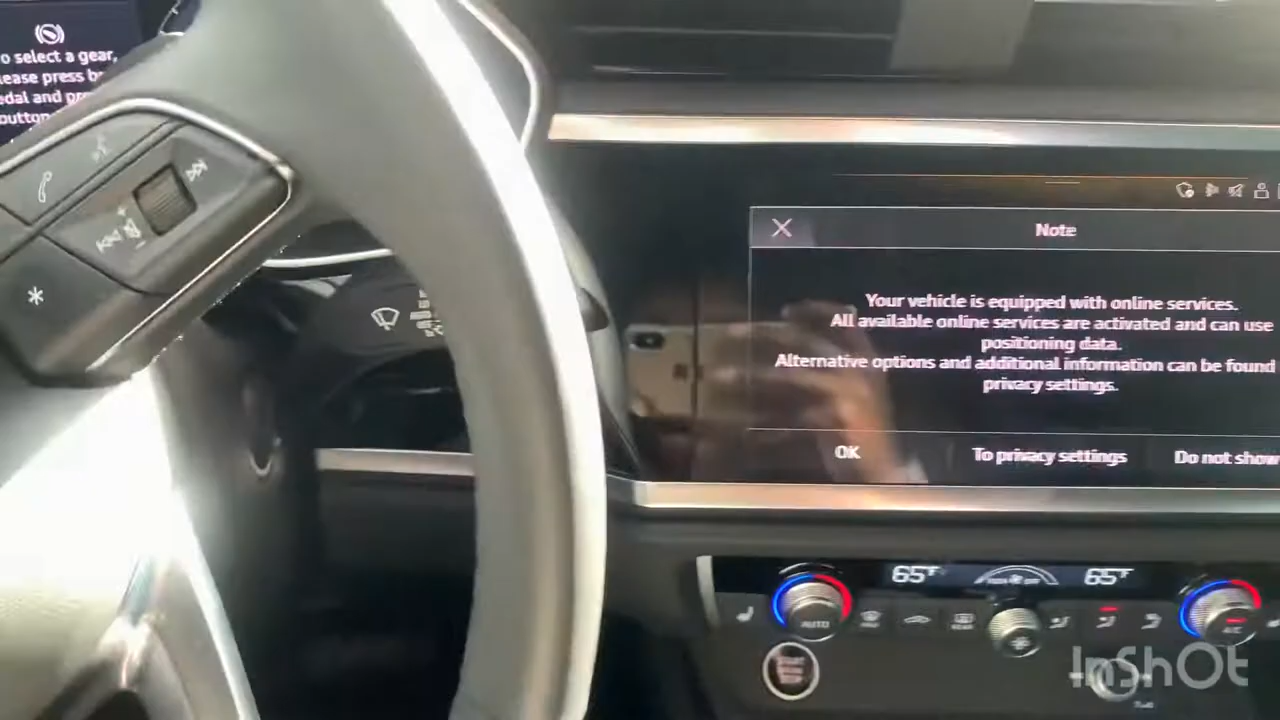 o select a gear,
lease press b
edal and pr
utton
Note
Your vehicle is equipped with online services.
All available online services are activated and can use
positioning data.
Alternative options and additional information can be found
privacy settings.
OK
To privacy settings
Do not show
65°F
65°F
AUTO
A/C
InShOt